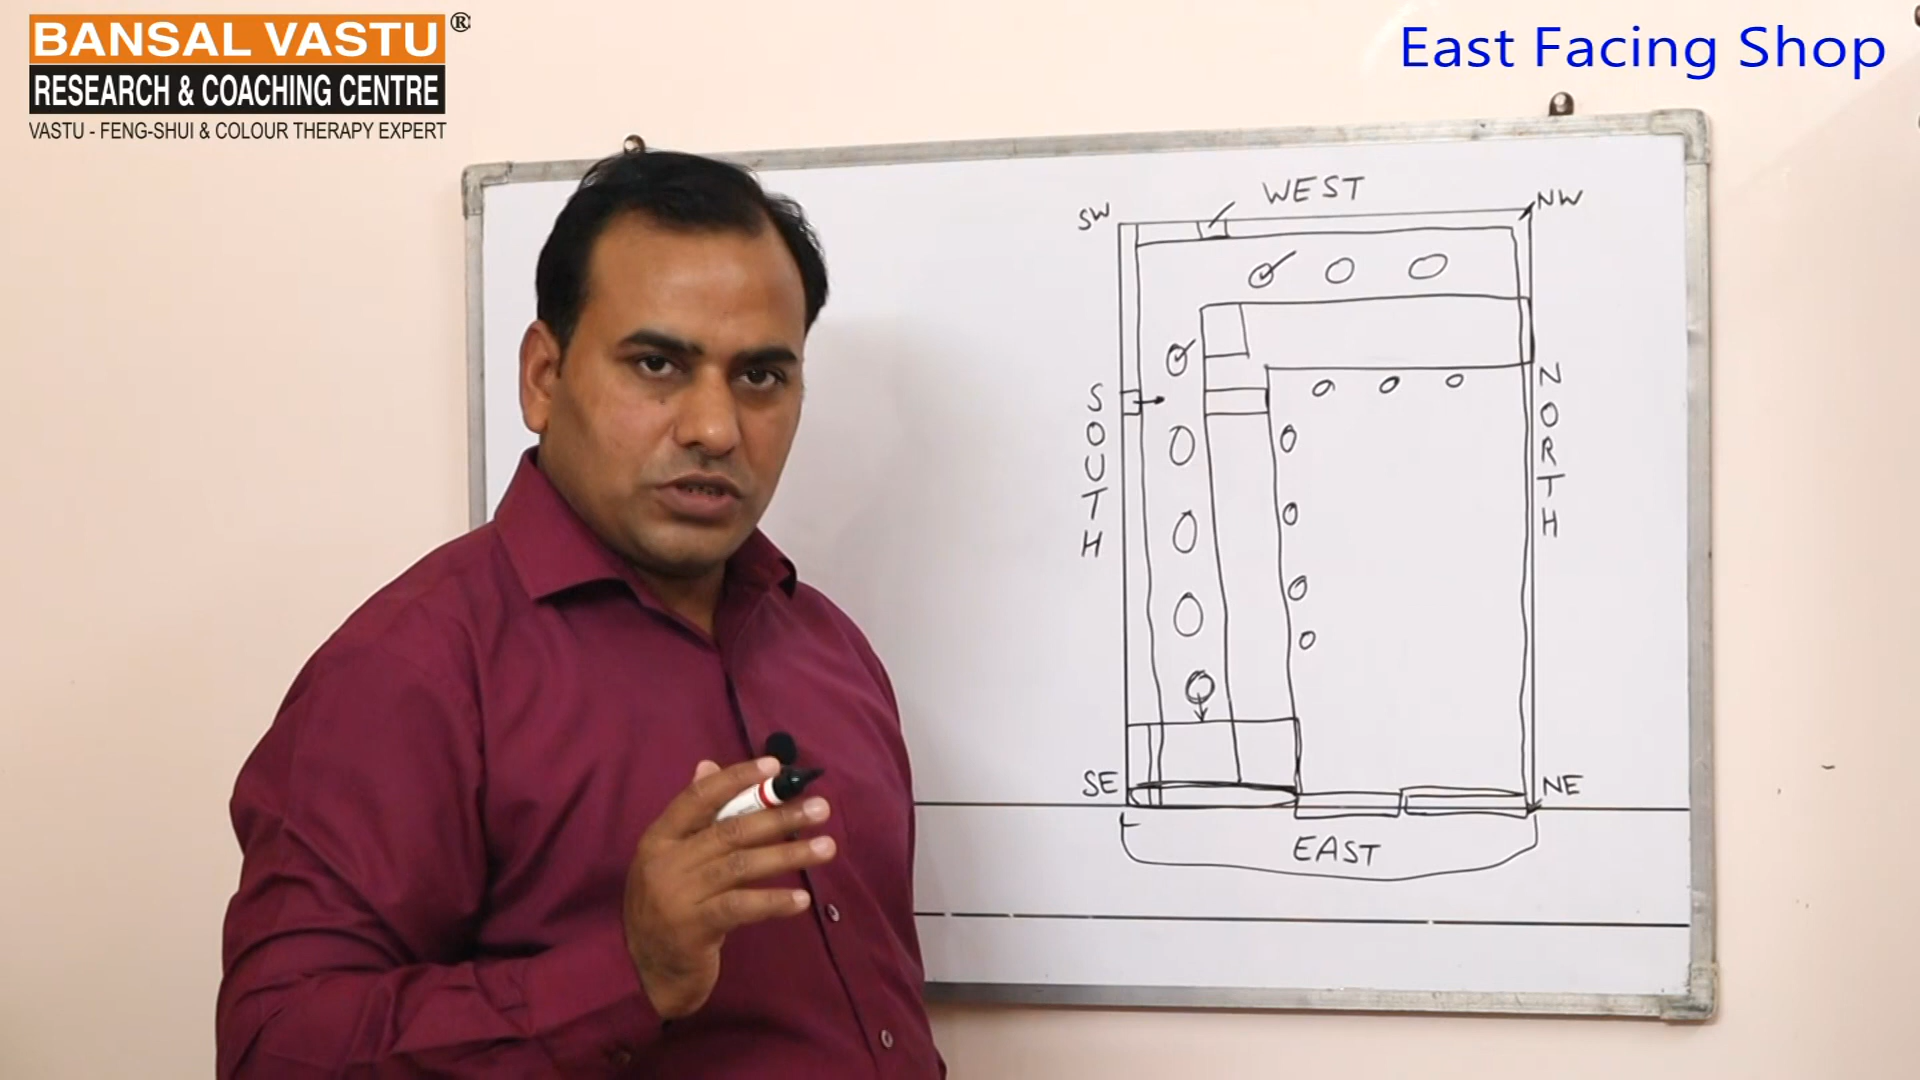 BANSAL VASTU®
RESEARCH & COACHING CENTRE
VASTU - FENG-SHUI & COLOUR THERAPY EXPERT
East Facing Shop
WEST
SW
NW
SOUTH
NORTH
SE
NE
EAST